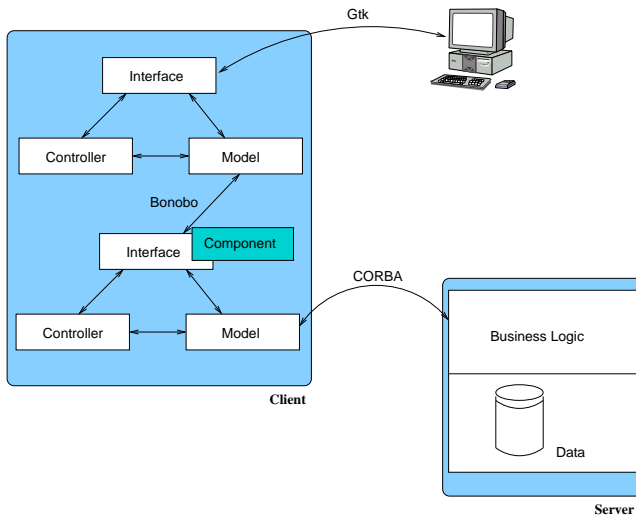 Gtk
Interface
Controller
Model
Bonobo
Component
Interface
CORBA
Controller
Model
Business Logic
Client
Data
Server